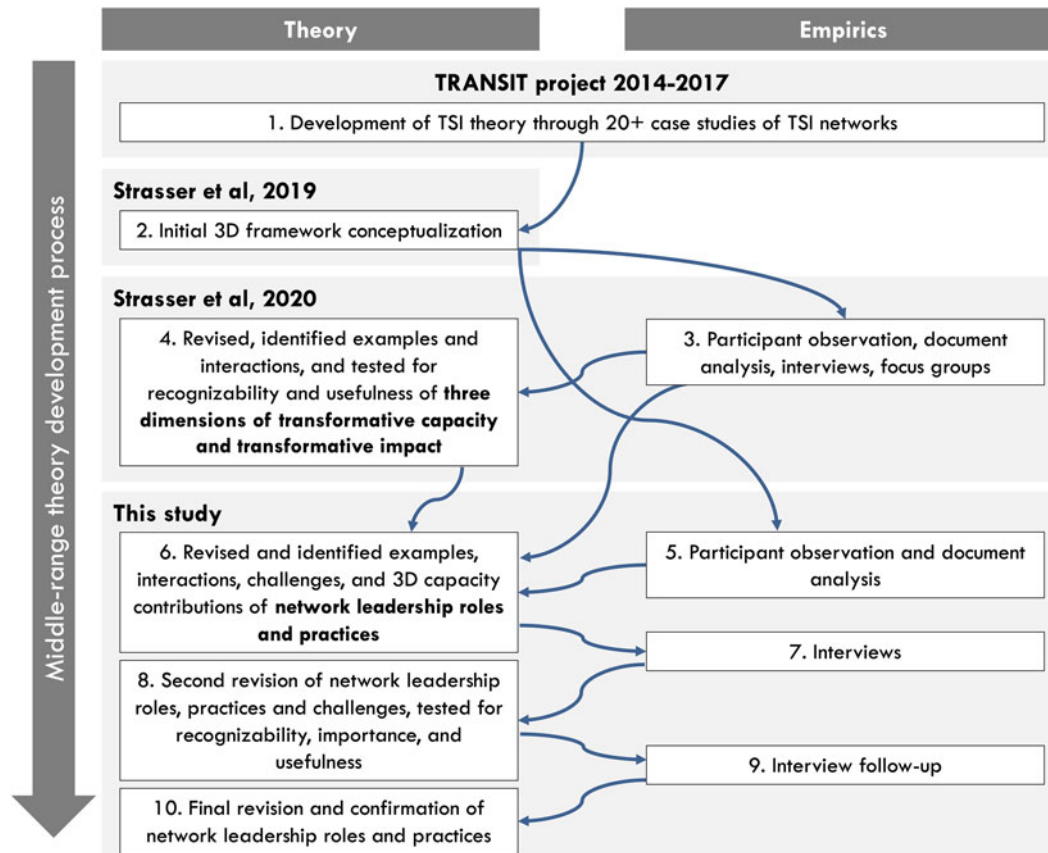 Theory
Empirics
Middle-range theory development process
TRANSIT project 2014-2017
1. Development of TSI theory through 20+ case studies of TSI networks
Strasser et al, 2019
2. Initial 3D framework conceptualization
Strasser et al, 2020
4. Revised, identified examples and
interactions, and tested for
recognizability and usefulness of three
dimensions of transformative capacity
and transformative impact
3. Participant observation, document
analysis, interviews, focus groups
This study
6. Revised and identified examples,
interactions, challenges, and 3D capacity
contributions of network leadership roles
and practices
5. Participant observation and document
analysis
7. Interviews
8. Second revision of network leadership
roles, practices and challenges, tested for
recognizability, importance, and
usefulness
9. Interview follow-up
10. Final revision and confirmation of
network leadership roles and practices